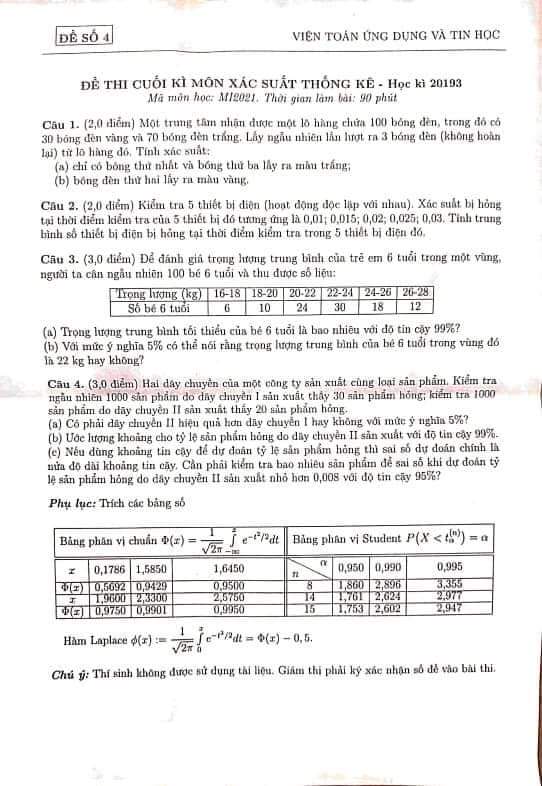 ĐỀ SỐ 4
VIỆN TOÁN ỨNG DỤNG VÀ TIN HỌC
ĐỀ THI CUỐI KÌ MÔN XÁC SUẤT THỐNG KÊ - Học kì 20193
Mã môn học: MI2021. Thời gian làm bài: 90 phút
Câu 1. (2,0 điểm) Một trung tâm nhận được một lô hàng chứa 100 bóng đèn, trong đó có
30 bóng đèn vàng và 70 bóng đèn trắng. Lấy ngẫu nhiên lần lượt ra 3 bóng đèn (không hoàn
lại) từ lô hàng đó. Tính xác suất:
(a) chỉ có bóng thứ nhất và bóng thứ ba lấy ra màu trắng;
(b) bóng đèn thứ hai lấy ra màu vàng.
Câu 2. (2,0 điểm) Kiểm tra 5 thiết bị điện (hoạt động độc lập với nhau). Xác suất bị hỏng
tại thời điểm kiểm tra của 5 thiết bị đó tương ứng là 0,01; 0,015; 0,02; 0,025; 0,03. Tính trung
bình số thiết bị điện bị hỏng tại thời điểm kiểm tra trong 5 thiết bị điện đó.
Câu 3. (3,0 điểm) Để đánh giá trọng lượng trung bình của trẻ em 6 tuổi trong một vùng,
người ta cân ngẫu nhiên 100 bé 6 tuổi và thu được số liệu:
Trọng lượng (kg) 16-18 18-20 20-22 22-24 24-26 26-28
Số bé 6 tuổi 6 10 24 30 18 12
(a) Trọng lượng trung bình tối thiểu của bé 6 tuổi là bao nhiêu với độ tin cậy 99%?
(b) Với mức ý nghĩa 5% có thể nói rằng trọng lượng trung bình của bé 6 tuổi trong vùng đó
là 22 kg hay không?
Câu 4. (3,0 điểm) Hai dây chuyền của một công ty sản xuất cùng loại sản phẩm. Kiểm tra
ngẫu nhiên 1000 sản phẩm do dây chuyền I sản xuất thấy 30 sản phẩm hỏng; kiểm tra 1000
sản phẩm do dây chuyền II sản xuất thấy 20 sản phẩm hỏng.
(a) Có phải dây chuyền II hiệu quả hơn dây chuyền I hay không với mức ý nghĩa 5%?
(b) Ước lượng khoảng cho tỷ lệ sản phẩm hỏng do dây chuyền II sản xuất với độ tin cậy 99%.
(c) Nếu dùng khoảng tin cậy để dự đoán tỷ lệ sản phẩm hỏng thì sai số dự đoán chính là
nửa độ dài khoảng tin cậy. Cần phải kiểm tra bao nhiêu sản phẩm để sai số khi dự đoán tỷ
lệ sản phẩm hỏng do dây chuyền II sản xuất nhỏ hơn 0,008 với độ tin cậy 95%?
Phụ lục: Trích các bảng số
Bảng phân vị chuẩn Φ(x) = 1/√2π ∫_{-∞}^{x} e^{-t²/2}dt Bảng phân vị Student P(X < t_α^{(n)}) = α
x 0,1786 1,5850 1,6450 n α 0,950 0,990 0,995
Φ(x) 0,5692 0,9429 0,9500 8 1,860 2,896 3,355
x 1,9600 2,3300 2,5750 14 1,761 2,624 2,977
Φ(x) 0,9750 0,9901 0,9950 15 1,753 2,602 2,947
Hàm Laplace ϕ(x) := 1/√2π ∫_{0}^{x} e^{-t²/2}dt = Φ(x) − 0,5.
Chú ý: Thí sinh không được sử dụng tài liệu. Giám thị phải ký xác nhận số đề vào bài thi.